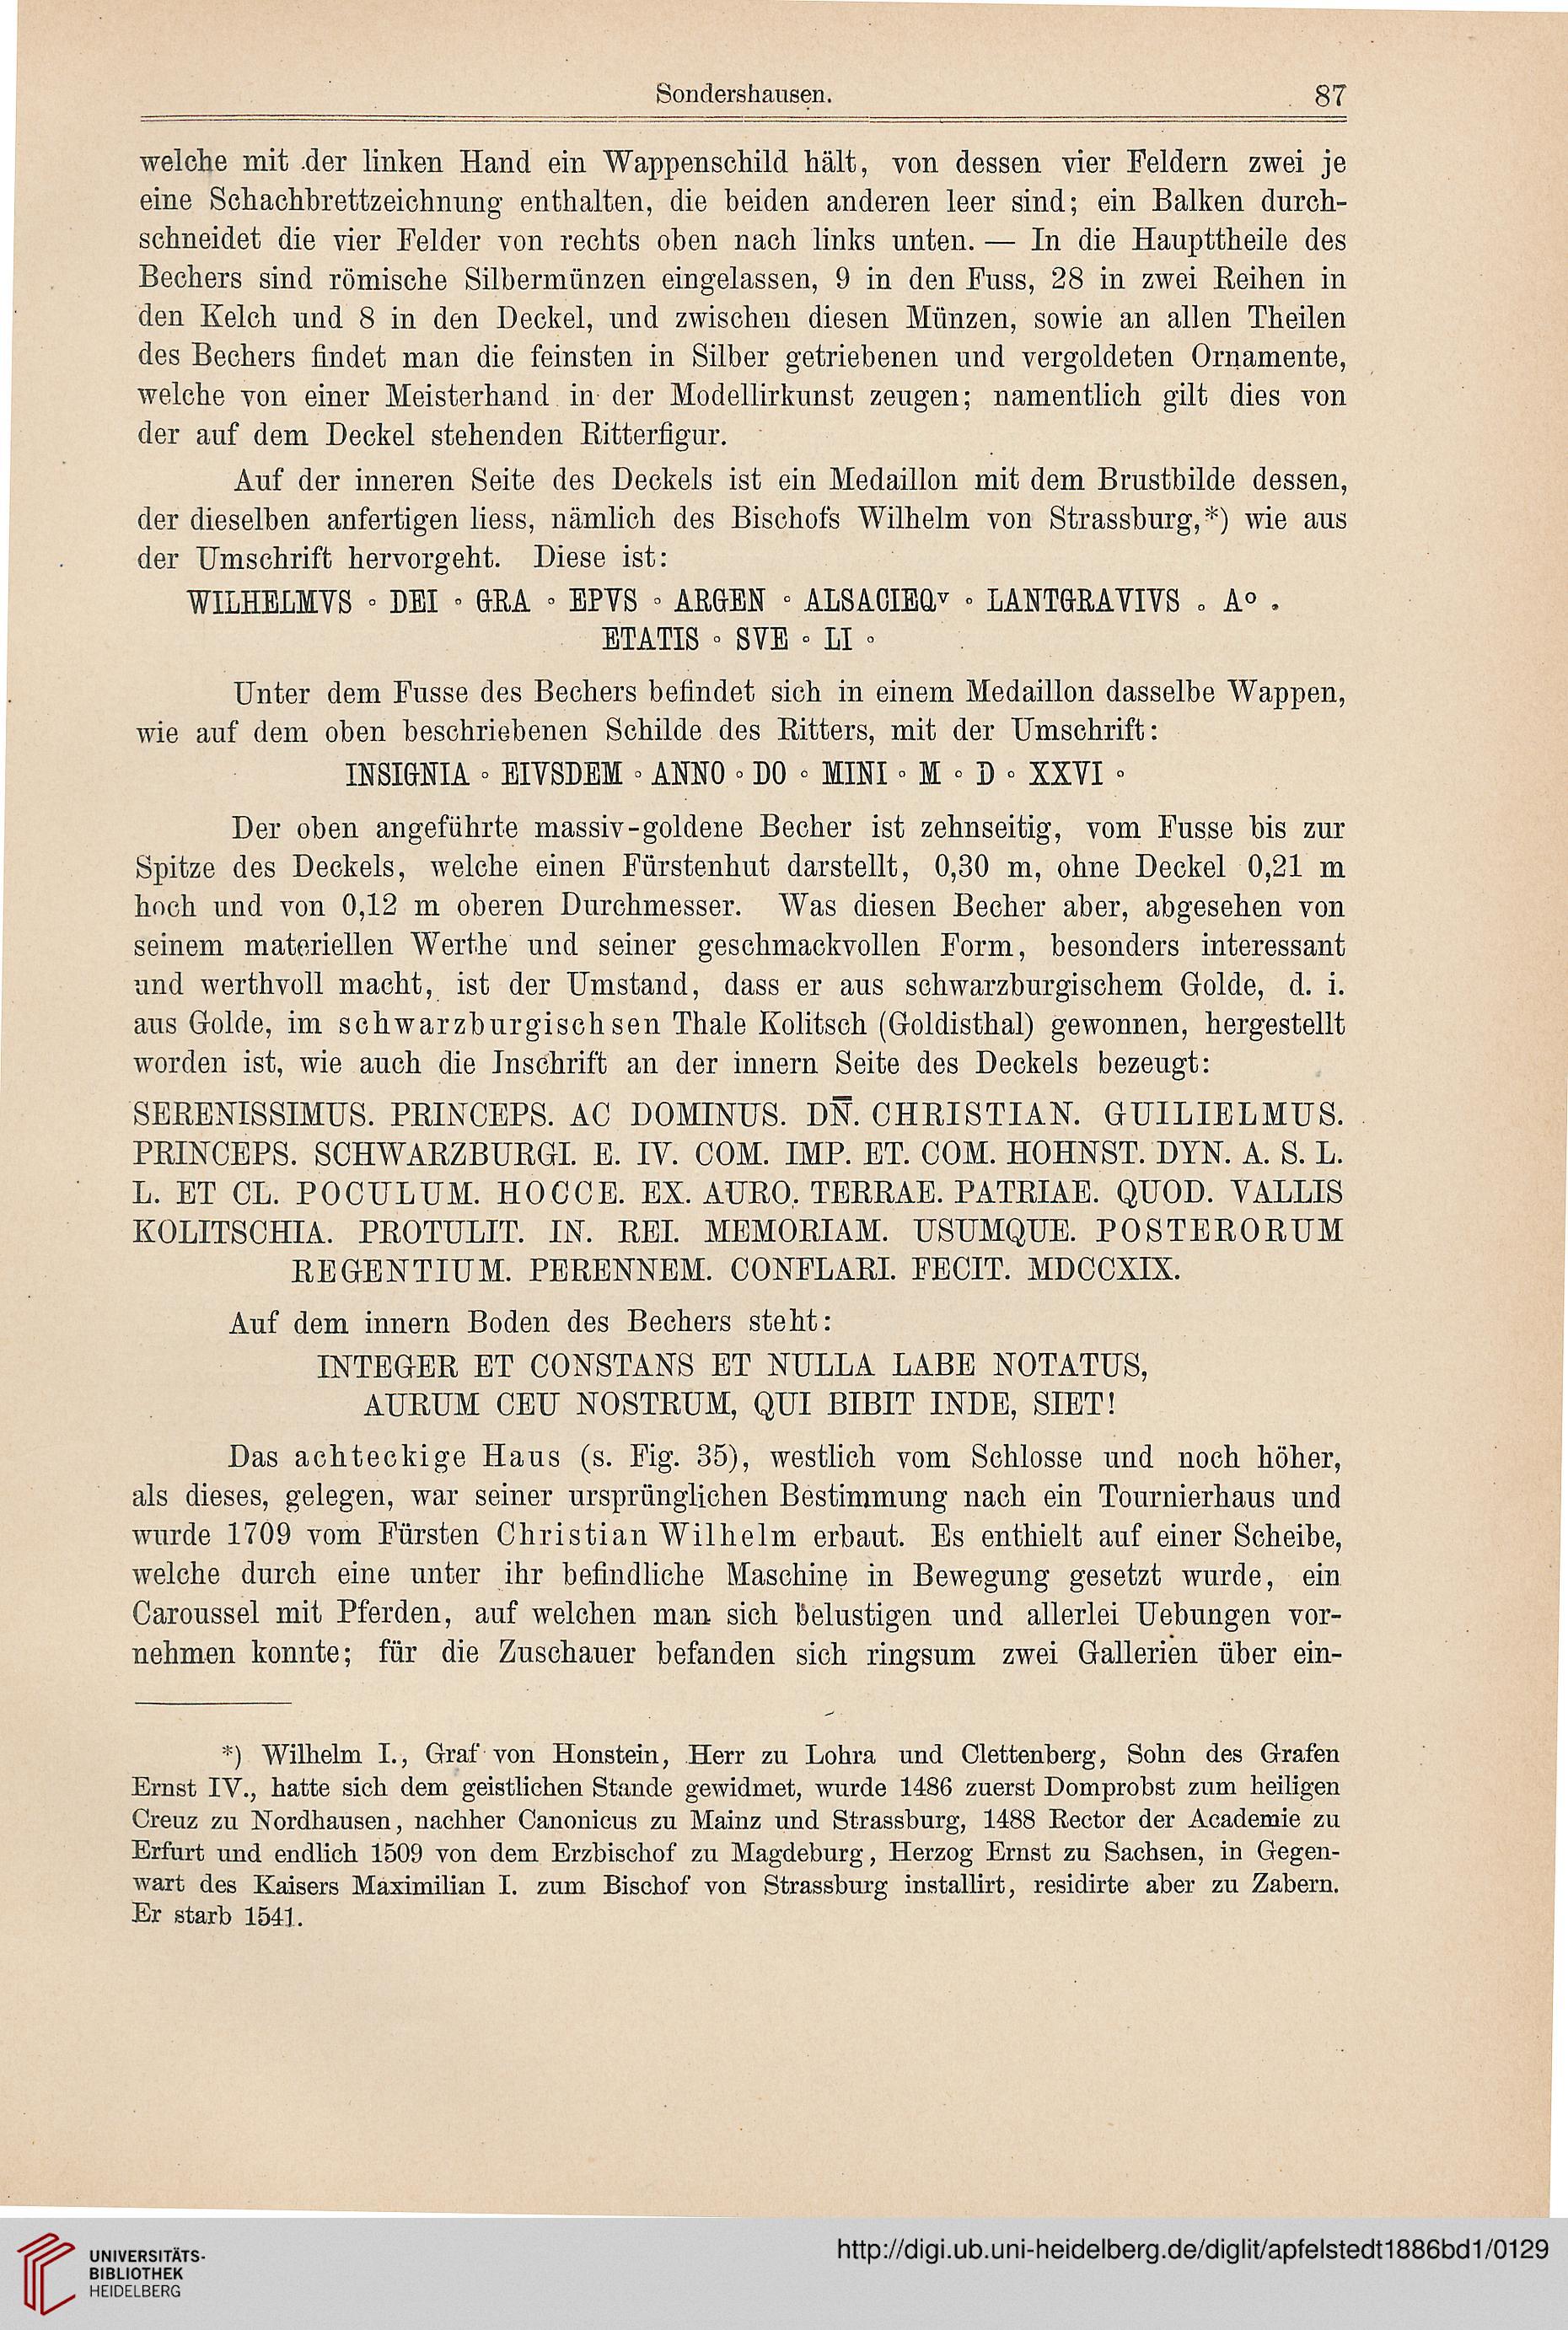 Sondershausen. 87
welche mit der linken Hand ein Wappenschild hält, von dessen vier Feldern zwei je
eine Schachbrettzeichnung enthalten, die beiden anderen leer sind; ein Balken durch-
schneidet die vier Felder von rechts oben nach links unten. — In die Haupttheile des
Bechers sind römische Silbermünzen eingelassen, 9 in den Fuss, 28 in zwei Reihen in
den Kelch und 8 in den Deckel, und zwischen diesen Münzen, sowie an allen Theilen
des Bechers findet man die feinsten in Silber getriebenen und vergoldeten Ornamente,
welche von einer Meisterhand in der Modellirkunst zeugen; namentlich gilt dies von
der auf dem Deckel stehenden Ritterfigur.
Auf der inneren Seite des Deckels ist ein Medaillon mit dem Brustbilde dessen,
der dieselben anfertigen liess, nämlich des Bischofs Wilhelm von Strassburg,*) wie aus
der Umschrift hervorgeht. Diese ist:
WILHELMVS ◦ DEI ◦ GRA ◦ EPVS ◦ ARGEN ◦ ALSACIEQᵛ ◦ LANTGRAVIVS . A° .
ETATIS ◦ SVE ◦ LI ◦
Unter dem Fusse des Bechers befindet sich in einem Medaillon dasselbe Wappen,
wie auf dem oben beschriebenen Schilde des Ritters, mit der Umschrift:
INSIGNIA ◦ EIVSDEM ◦ ANNO ◦ DO ◦ MINI ◦ M ◦ D ◦ XXVI ◦
Der oben angeführte massiv-goldene Becher ist zehnseitig, vom Fusse bis zur
Spitze des Deckels, welche einen Fürstenhut darstellt, 0,30 m, ohne Deckel 0,21 m
hoch und von 0,12 m oberen Durchmesser. Was diesen Becher aber, abgesehen von
seinem materiellen Werthe und seiner geschmackvollen Form, besonders interessant
und werthvoll macht, ist der Umstand, dass er aus schwarzburgischem Golde, d. i.
aus Golde, im schwarzburgischsen Thale Kolitsch (Goldisthal) gewonnen, hergestellt
worden ist, wie auch die Inschrift an der innern Seite des Deckels bezeugt:
SERENISSIMUS. PRINCEPS. AC DOMINUS. DN̅. CHRISTIAN. GUILIELMUS.
PRINCEPS. SCHWARZBURGI. E. IV. COM. IMP. ET. COM. HOHNST. DYN. A. S. L.
L. ET CL. POCULUM. HOCCE. EX. AURO. TERRAE. PATRIAE. QUOD. VALLIS
KOLITSCHIA. PROTULIT. IN. REI. MEMORIAM. USUMQUE. POSTERORUM
REGENTIUM. PERENNEM. CONFLARI. FECIT. MDCCXIX.
Auf dem innern Boden des Bechers steht:
INTEGER ET CONSTANS ET NULLA LABE NOTATUS,
AURUM CEU NOSTRUM, QUI BIBIT INDE, SIET!
Das achteckige Haus (s. Fig. 35), westlich vom Schlosse und noch höher,
als dieses, gelegen, war seiner ursprünglichen Bestimmung nach ein Tournierhaus und
wurde 1709 vom Fürsten Christian Wilhelm erbaut. Es enthielt auf einer Scheibe,
welche durch eine unter ihr befindliche Maschine in Bewegung gesetzt wurde, ein
Caroussel mit Pferden, auf welchen man sich belustigen und allerlei Uebungen vor-
nehmen konnte; für die Zuschauer befanden sich ringsum zwei Gallerien über ein-
*) Wilhelm I., Graf von Honstein, Herr zu Lohra und Clettenberg, Sohn des Grafen
Ernst IV., hatte sich dem geistlichen Stande gewidmet, wurde 1486 zuerst Domprobst zum heiligen
Creuz zu Nordhausen, nachher Canonicus zu Mainz und Strassburg, 1488 Rector der Academie zu
Erfurt und endlich 1509 von dem Erzbischof zu Magdeburg, Herzog Ernst zu Sachsen, in Gegen-
wart des Kaisers Maximilian I. zum Bischof von Strassburg installirt, residirte aber zu Zabern.
Er starb 1541.
UNIVERSITÄTS-
BIBLIOTHEK
HEIDELBERG
http://digi.ub.uni-heidelberg.de/diglit/apfelstedt1886bd1/0129